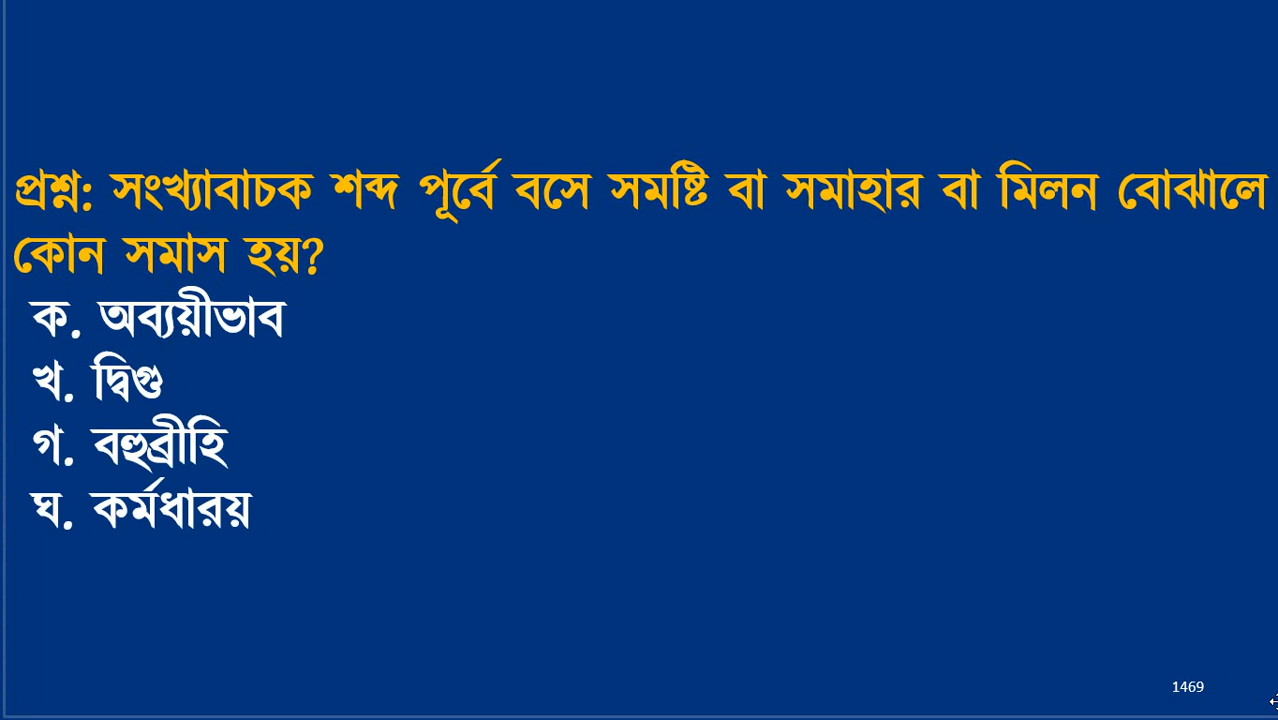 প্রশ্ন: সংখ্যাবাচক শব্দ পূর্বে বসে সমষ্টি বা সমাহার বা মিলন বোঝালে
কোন সমাস হয়?
ক. অব্যয়ীভাব
খ. দ্বিগু
গ. বহুব্রীহি
ঘ. কর্মধারয়
1469